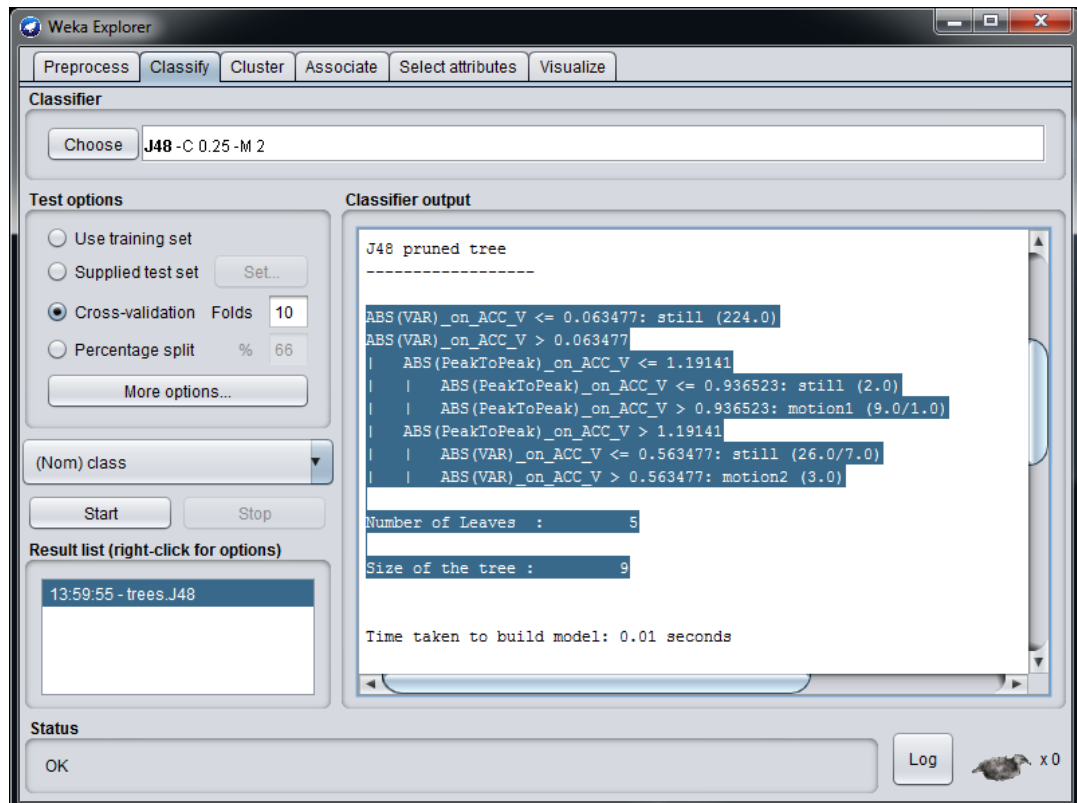 Weka Explorer
Preprocess Classify Cluster Associate Select attributes Visualize
Classifier
Choose J48 -C 0.25 -M 2
Test options
Use training set
Supplied test set Set...
Cross-validation Folds 10
Percentage split % 66
More options...
(Nom) class
Start Stop
Result list (right-click for options)
13:59:55 - trees.J48
Classifier output
J48 pruned tree
------------------
ABS(VAR)_on_ACC_V <= 0.063477: still (224.0)
ABS(VAR)_on_ACC_V > 0.063477
|   ABS(PeakToPeak)_on_ACC_V <= 1.19141
|   |   ABS(PeakToPeak)_on_ACC_V <= 0.936523: still (2.0)
|   |   ABS(PeakToPeak)_on_ACC_V > 0.936523: motion1 (9.0/1.0)
|   ABS(PeakToPeak)_on_ACC_V > 1.19141
|   |   ABS(VAR)_on_ACC_V <= 0.563477: still (26.0/7.0)
|   |   ABS(VAR)_on_ACC_V > 0.563477: motion2 (3.0)
Number of Leaves  :     5
Size of the tree :     9
Time taken to build model: 0.01 seconds
Status
OK
Log
x 0